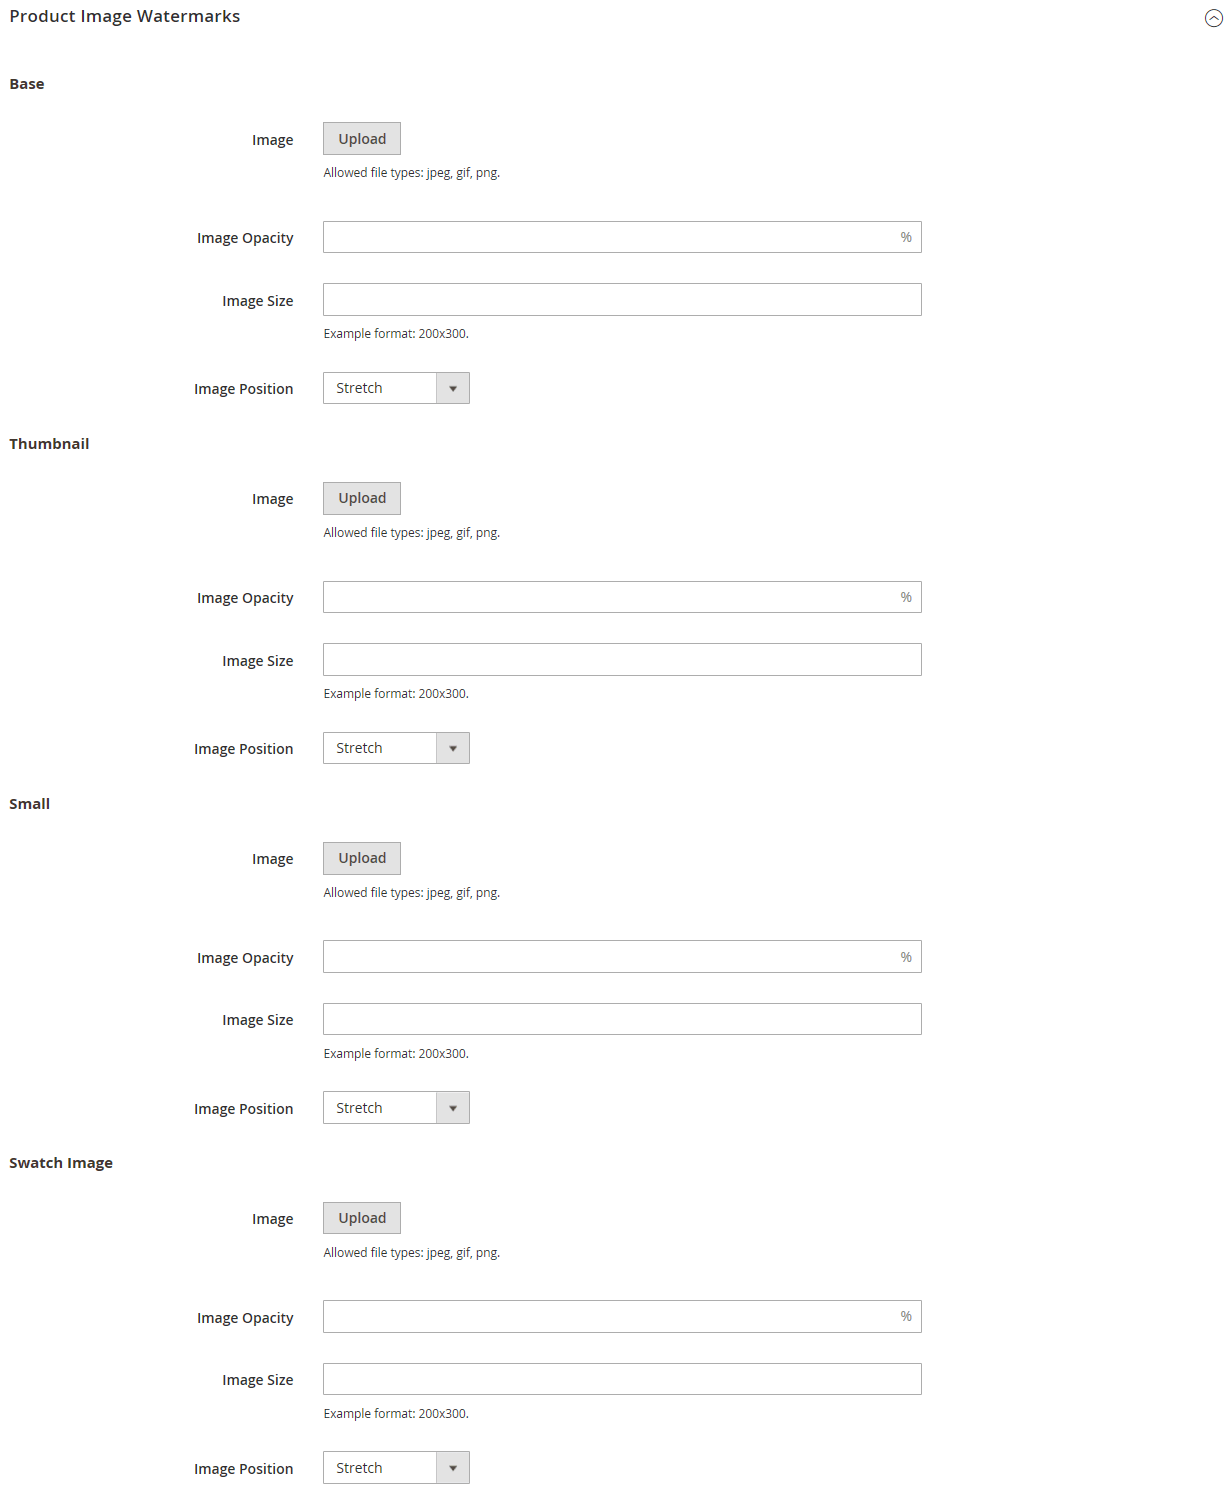 Product Image Watermarks
Base
Image
Upload
Allowed file types: jpeg, gif, png.
Image Opacity
%
Image Size
Example format: 200x300.
Image Position
Stretch
Thumbnail
Image
Upload
Allowed file types: jpeg, gif, png.
Image Opacity
%
Image Size
Example format: 200x300.
Image Position
Stretch
Small
Image
Upload
Allowed file types: jpeg, gif, png.
Image Opacity
%
Image Size
Example format: 200x300.
Image Position
Stretch
Swatch Image
Image
Upload
Allowed file types: jpeg, gif, png.
Image Opacity
%
Image Size
Example format: 200x300.
Image Position
Stretch